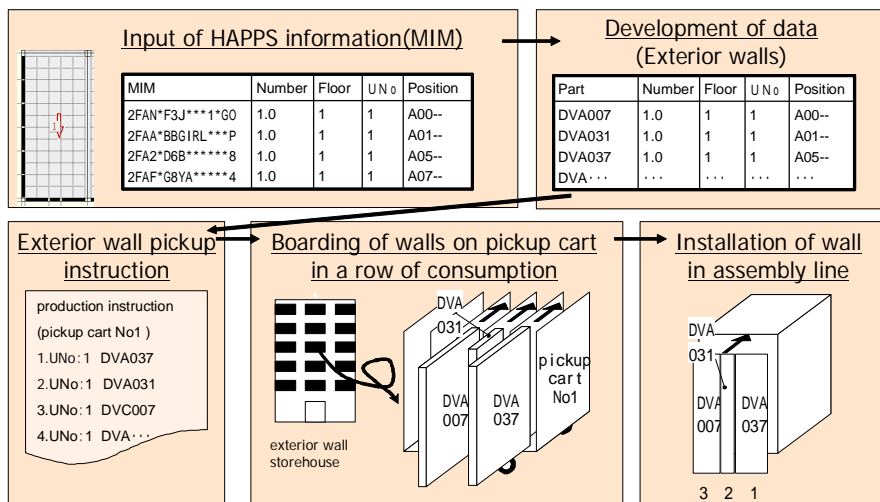 Input of HAPPS information(MIM)
MIM Number Floor UNo Position
2FAN*F3J***1*GO 1.0 1 1 A00--
2FAA*BBGIRL***P 1.0 1 1 A01--
2FA2*D6B******8 1.0 1 1 A05--
2FAF*G8YA*****4 1.0 1 1 A07--
1
Development of data
(Exterior walls)
Part Number Floor UNo Position
DVA007 1.0 1 1 A00--
DVA031 1.0 1 1 A01--
DVA037 1.0 1 1 A05--
DVA··· ··· ··· ··· ···
Exterior wall pickup
instruction
production instruction
(pickup cart No1 )
1.UNo:1 DVA037
2.UNo:1 DVA031
3.UNo:1 DVC007
4.UNo:1 DVA···
Boarding of walls on pickup cart
in a row of consumption
exterior wall
storehouse
DVA
031
DVA
007
DVA
037
pickup
cart
No1
Installation of wall
in assembly line
DVA
031
DVA
007
DVA
037
3 2 1